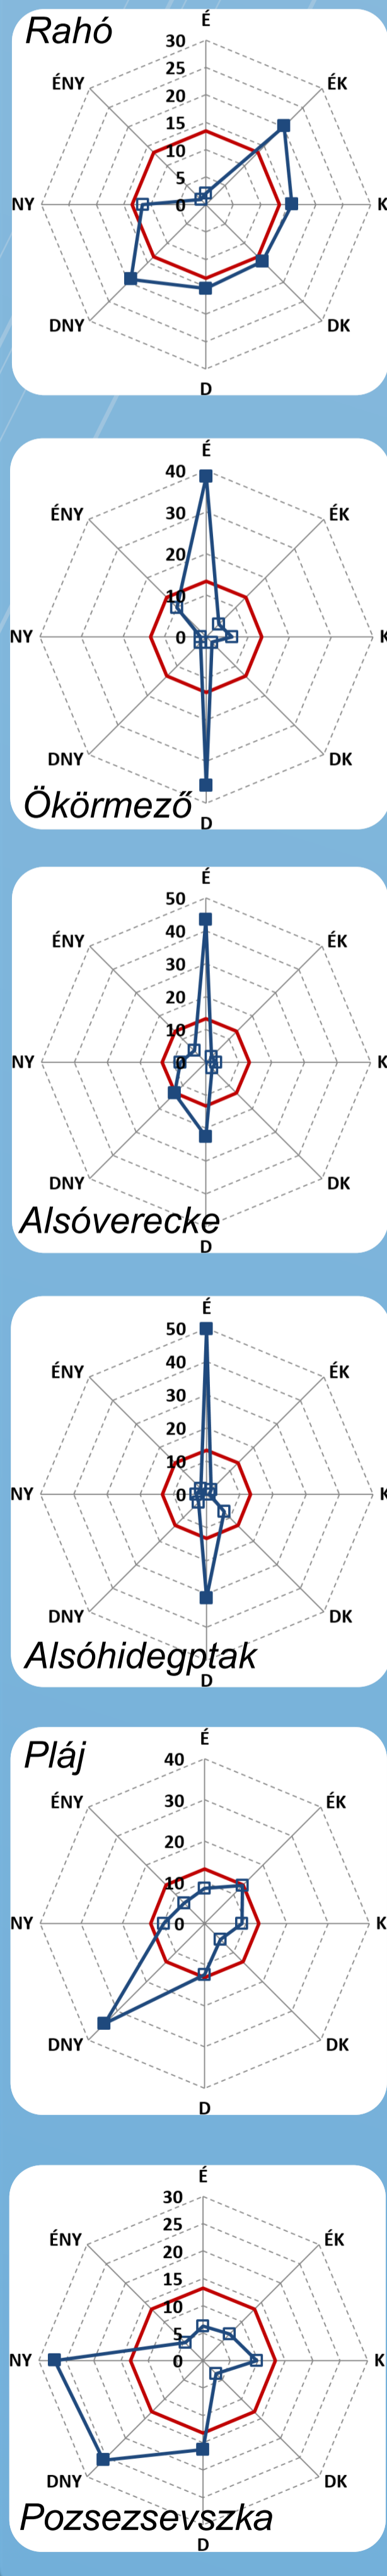 Rahó
É
30
ÉNY
25
ÉK
20
15
10
5
NY
0
K
DNY
DK
D
É
40
ÉNY
30
ÉK
20
10
NY
0
K
DNY
DK
Ökörmező
D
É
50
ÉNY
40
ÉK
30
20
10
NY
0
K
DNY
DK
Alsóverecke
D
É
50
ÉNY
40
ÉK
30
20
10
NY
0
K
DNY
DK
Alsóhidegptak
D
É
Pláj
40
ÉNY
30
ÉK
20
10
NY
0
K
DNY
DK
D
É
30
ÉNY
25
ÉK
20
15
10
5
NY
0
K
DNY
DK
Pozsezsevszka
D